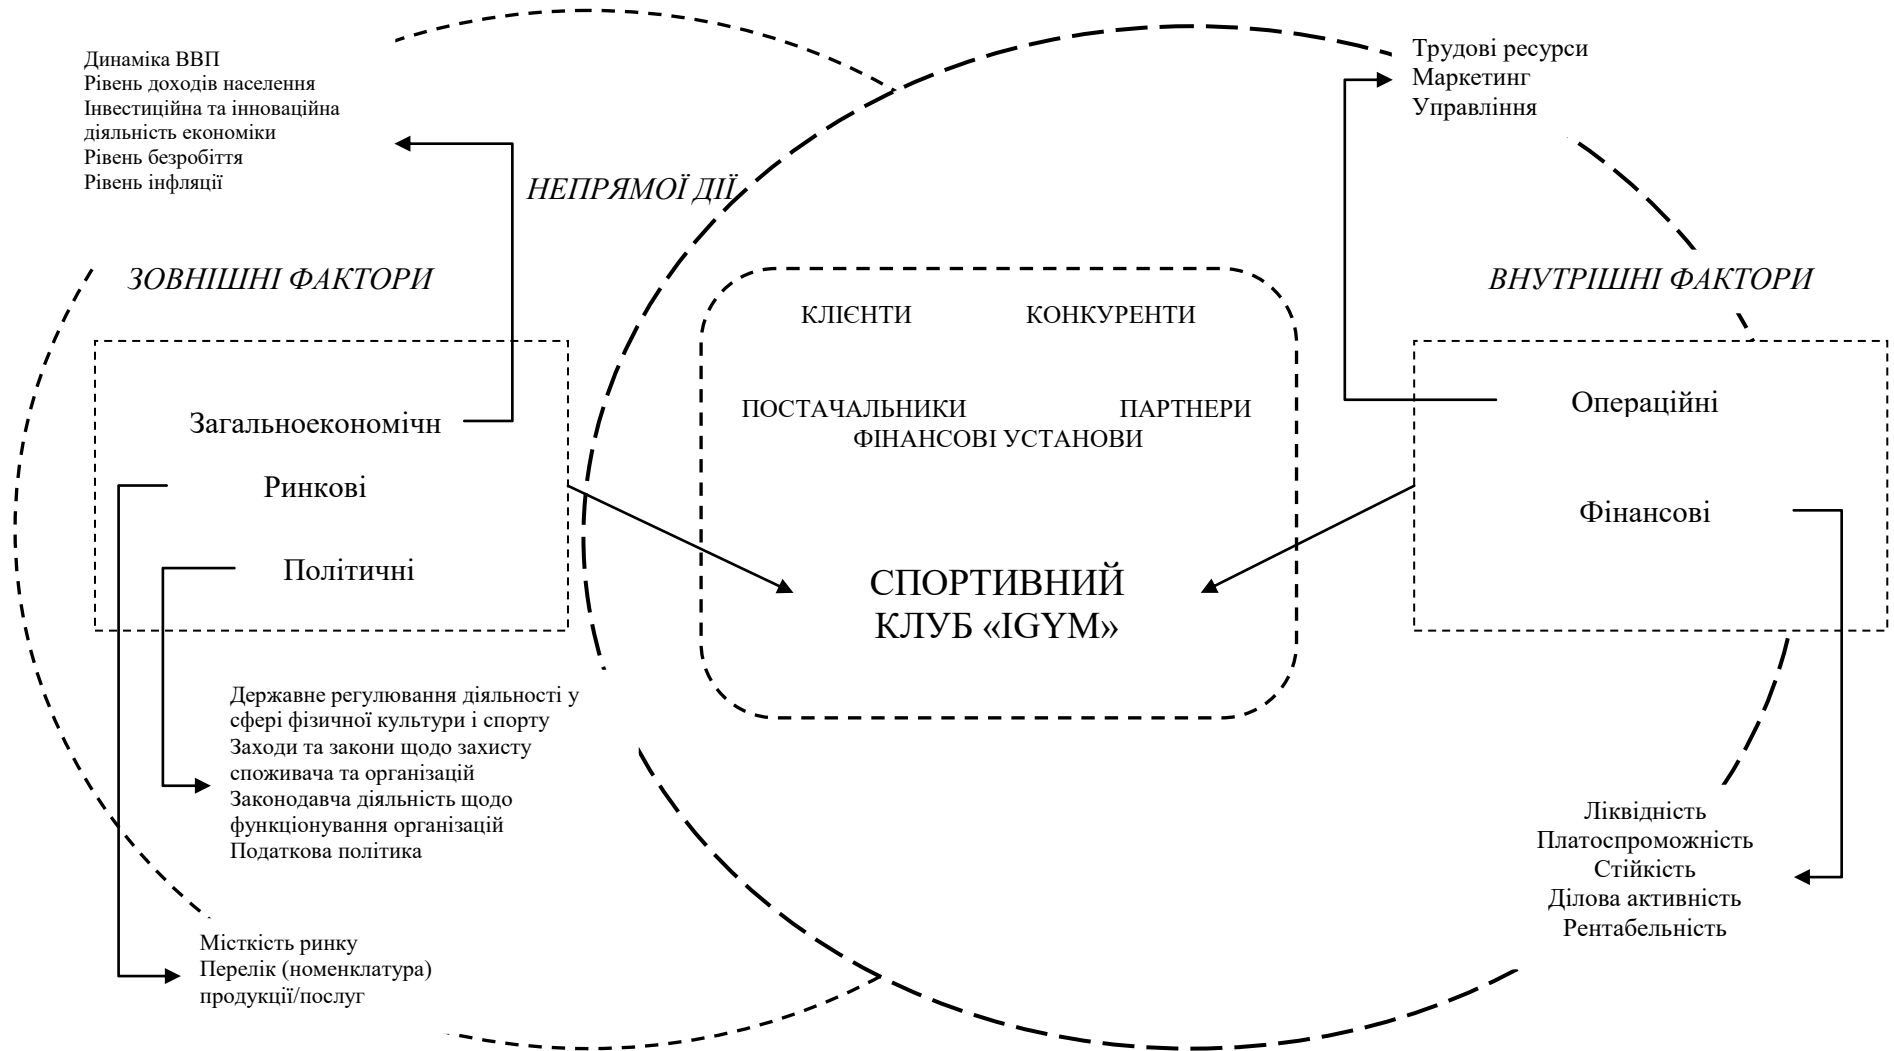 Динаміка ВВП
Рівень доходів населення
Інвестиційна та інноваційна
діяльність економіки
Рівень безробіття
Рівень інфляції
НЕПРЯМОЇ ДІЇ
ЗОВНІШНІ ФАКТОРИ
Загальноекономічн
Ринкові
Політичні
Державне регулювання діяльності у
сфері фізичної культури і спорту
Заходи та закони щодо захисту
споживача та організацій
Законодавча діяльність щодо
функціонування організацій
Податкова політика
Місткість ринку
Перелік (номенклатура)
продукції/послуг
КЛІЄНТИ КОНКУРЕНТИ
ПОСТАЧАЛЬНИКИ ПАРТНЕРИ
ФІНАНСОВІ УСТАНОВИ
СПОРТИВНИЙ
КЛУБ «IGYM»
Трудові ресурси
Маркетинг
Управління
ВНУТРІШНІ ФАКТОРИ
Операційні
Фінансові
Ліквідність
Платоспроможність
Стійкість
Ділова активність
Рентабельність